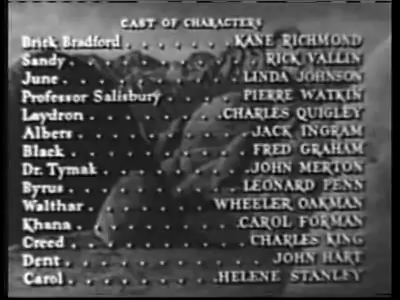 CAST OF CHARACTERS
Brick Bradford . . . . . . . KANE RICHMOND
Sandy . . . . . . . . . . . . RICK VALLIN
June . . . . . . . . . . . LINDA JOHNSON
Professor Salisbury . . . . . PIERRE WATKIN
Laydron . . . . . . . . . CHARLES QUIGLEY
Albers . . . . . . . . . . . JACK INGRAM
Black . . . . . . . . . . . FRED GRAHAM
Dr. Tymak . . . . . . . . . JOHN MERTON
Byrus . . . . . . . . . . . LEONARD PENN
Walthar . . . . . . . . WHEELER OAKMAN
Khana . . . . . . . . . . CAROL FORMAN
Creed . . . . . . . . . . . CHARLES KING
Dent . . . . . . . . . . . . . JOHN HART
Carol . . . . . . . . . . HELENE STANLEY